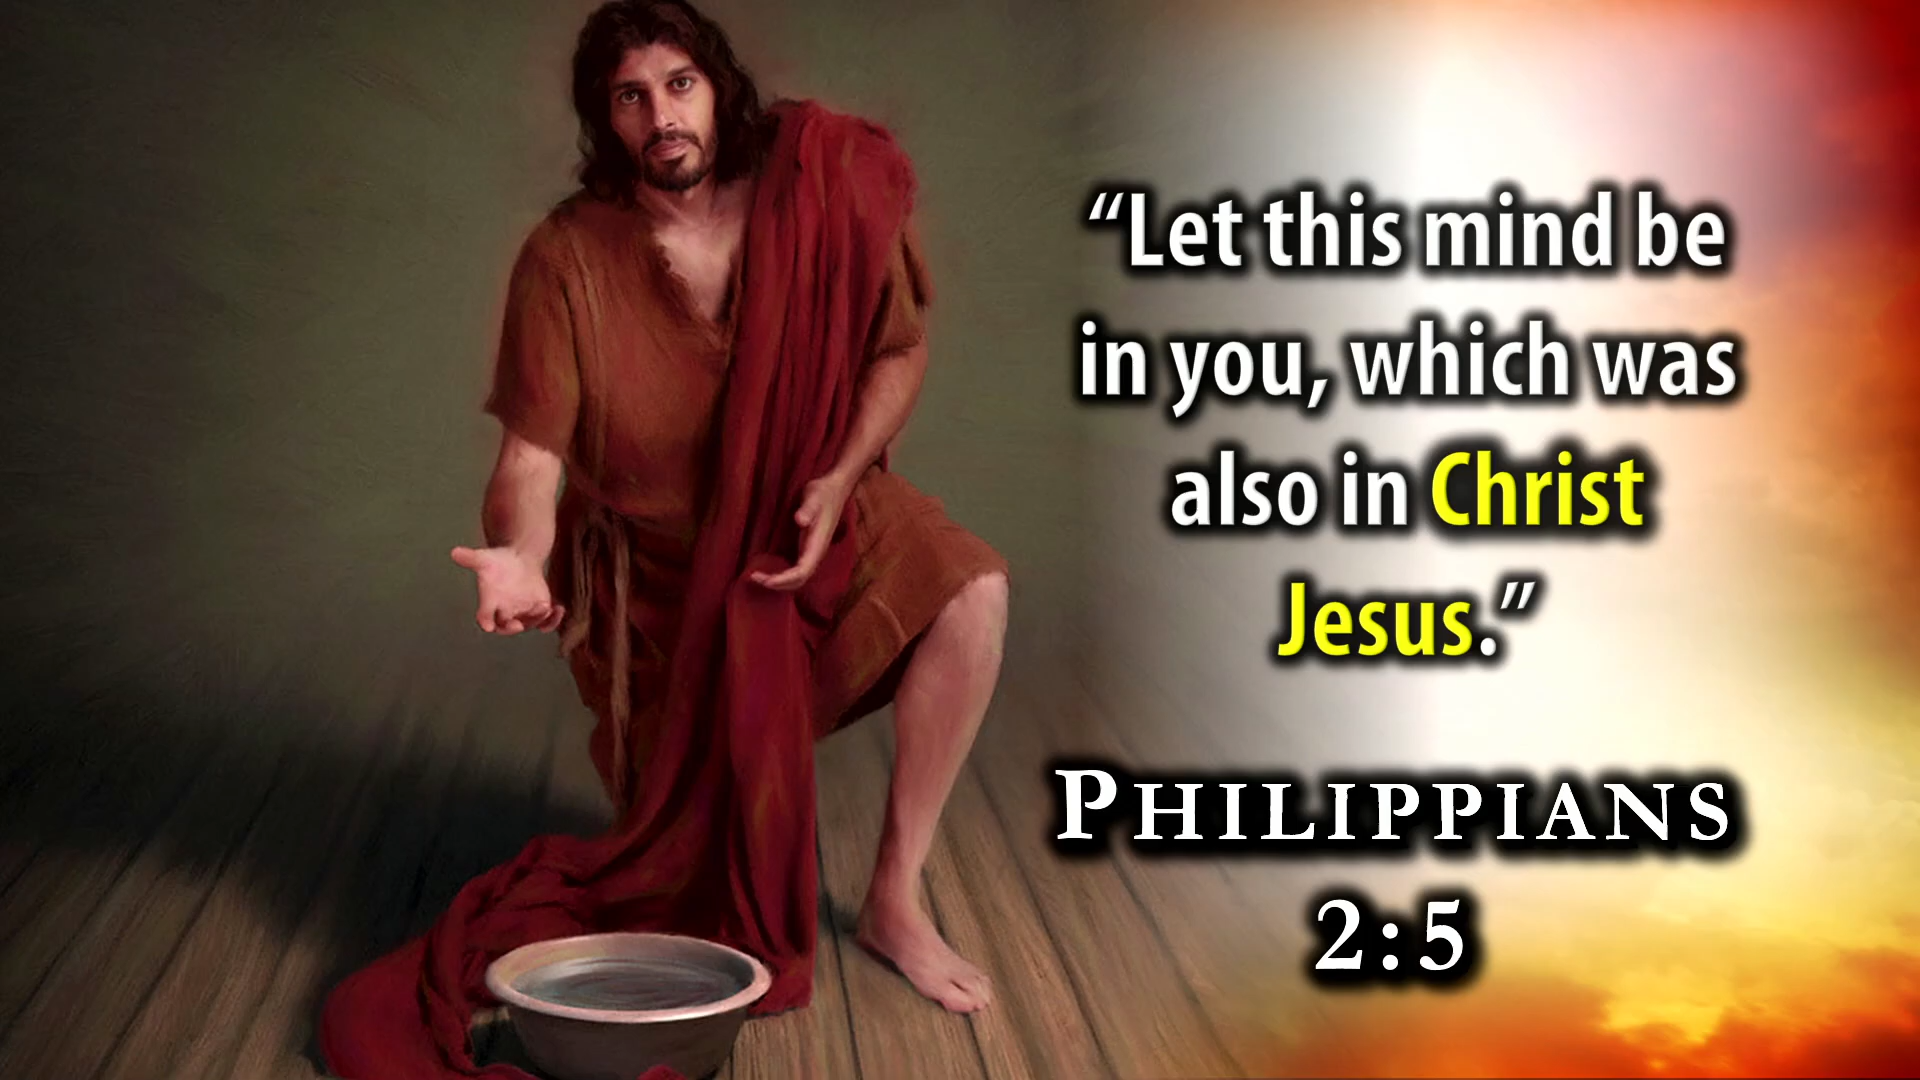 “Let this mind be
in you, which was
also in Christ
Jesus.”
PHILIPPIANS
2:5